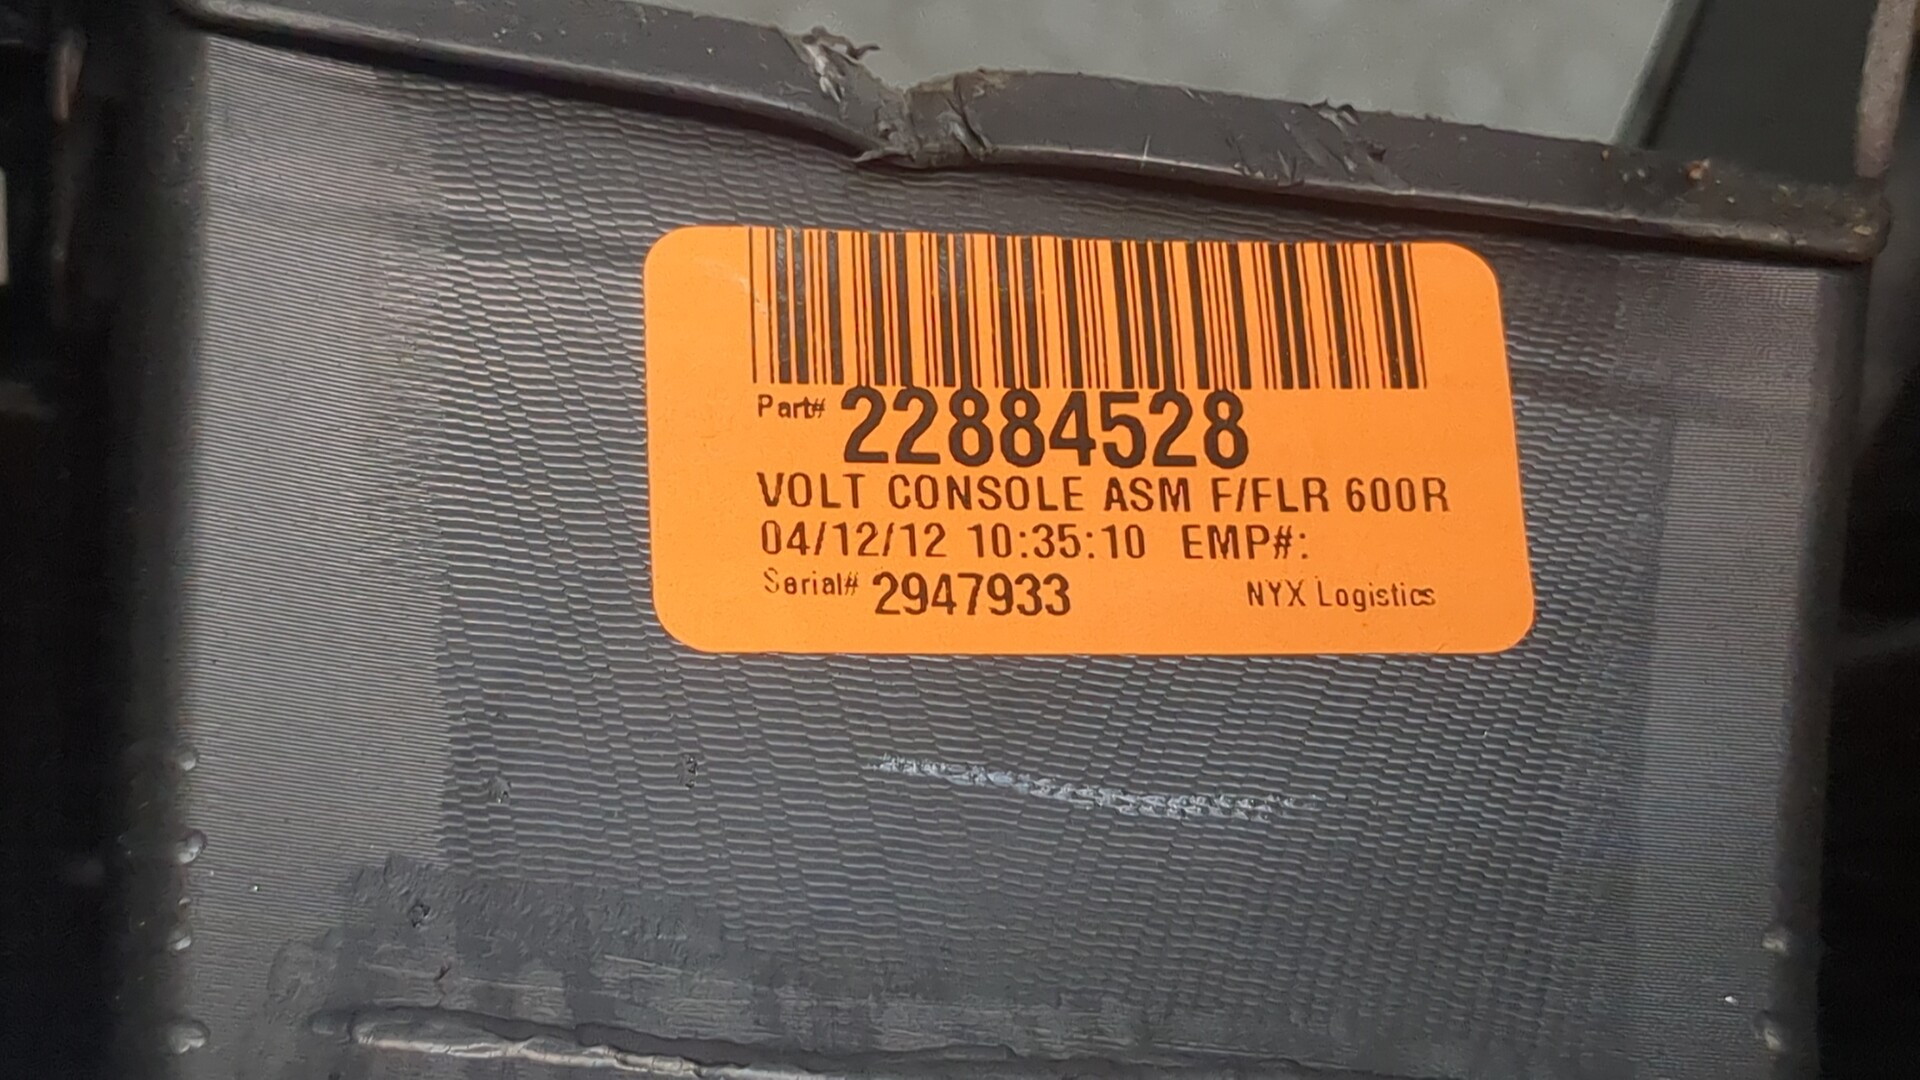 Part# 22884528
VOLT CONSOLE ASM F/FLR 600R
04/12/12 10:35:10 EMP#:
Serial# 2947933 NYX Logistics